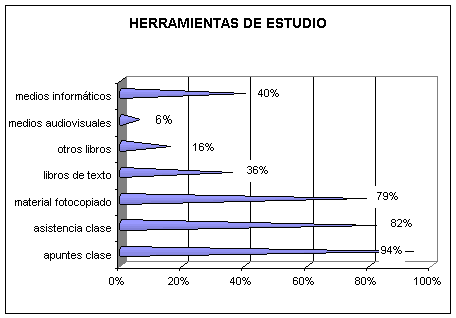 HERRAMIENTAS DE ESTUDIO
medios informáticos 40%
medios audiovisuales 6%
otros libros 16%
libros de texto 36%
material fotocopiado 79%
asistencia clase 82%
apuntes clase 94%
0% 20% 40% 60% 80% 100%